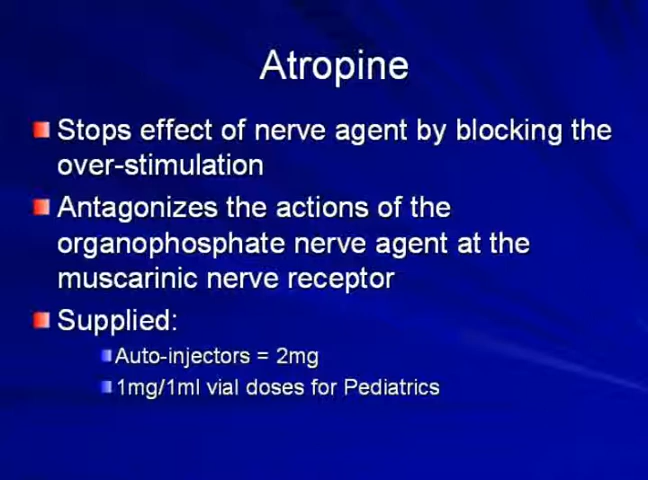 Atropine
Stops effect of nerve agent by blocking the
over-stimulation
Antagonizes the actions of the
organophosphate nerve agent at the
muscarinic nerve receptor
Supplied:
Auto-injectors = 2mg
1mg/1ml vial doses for Pediatrics